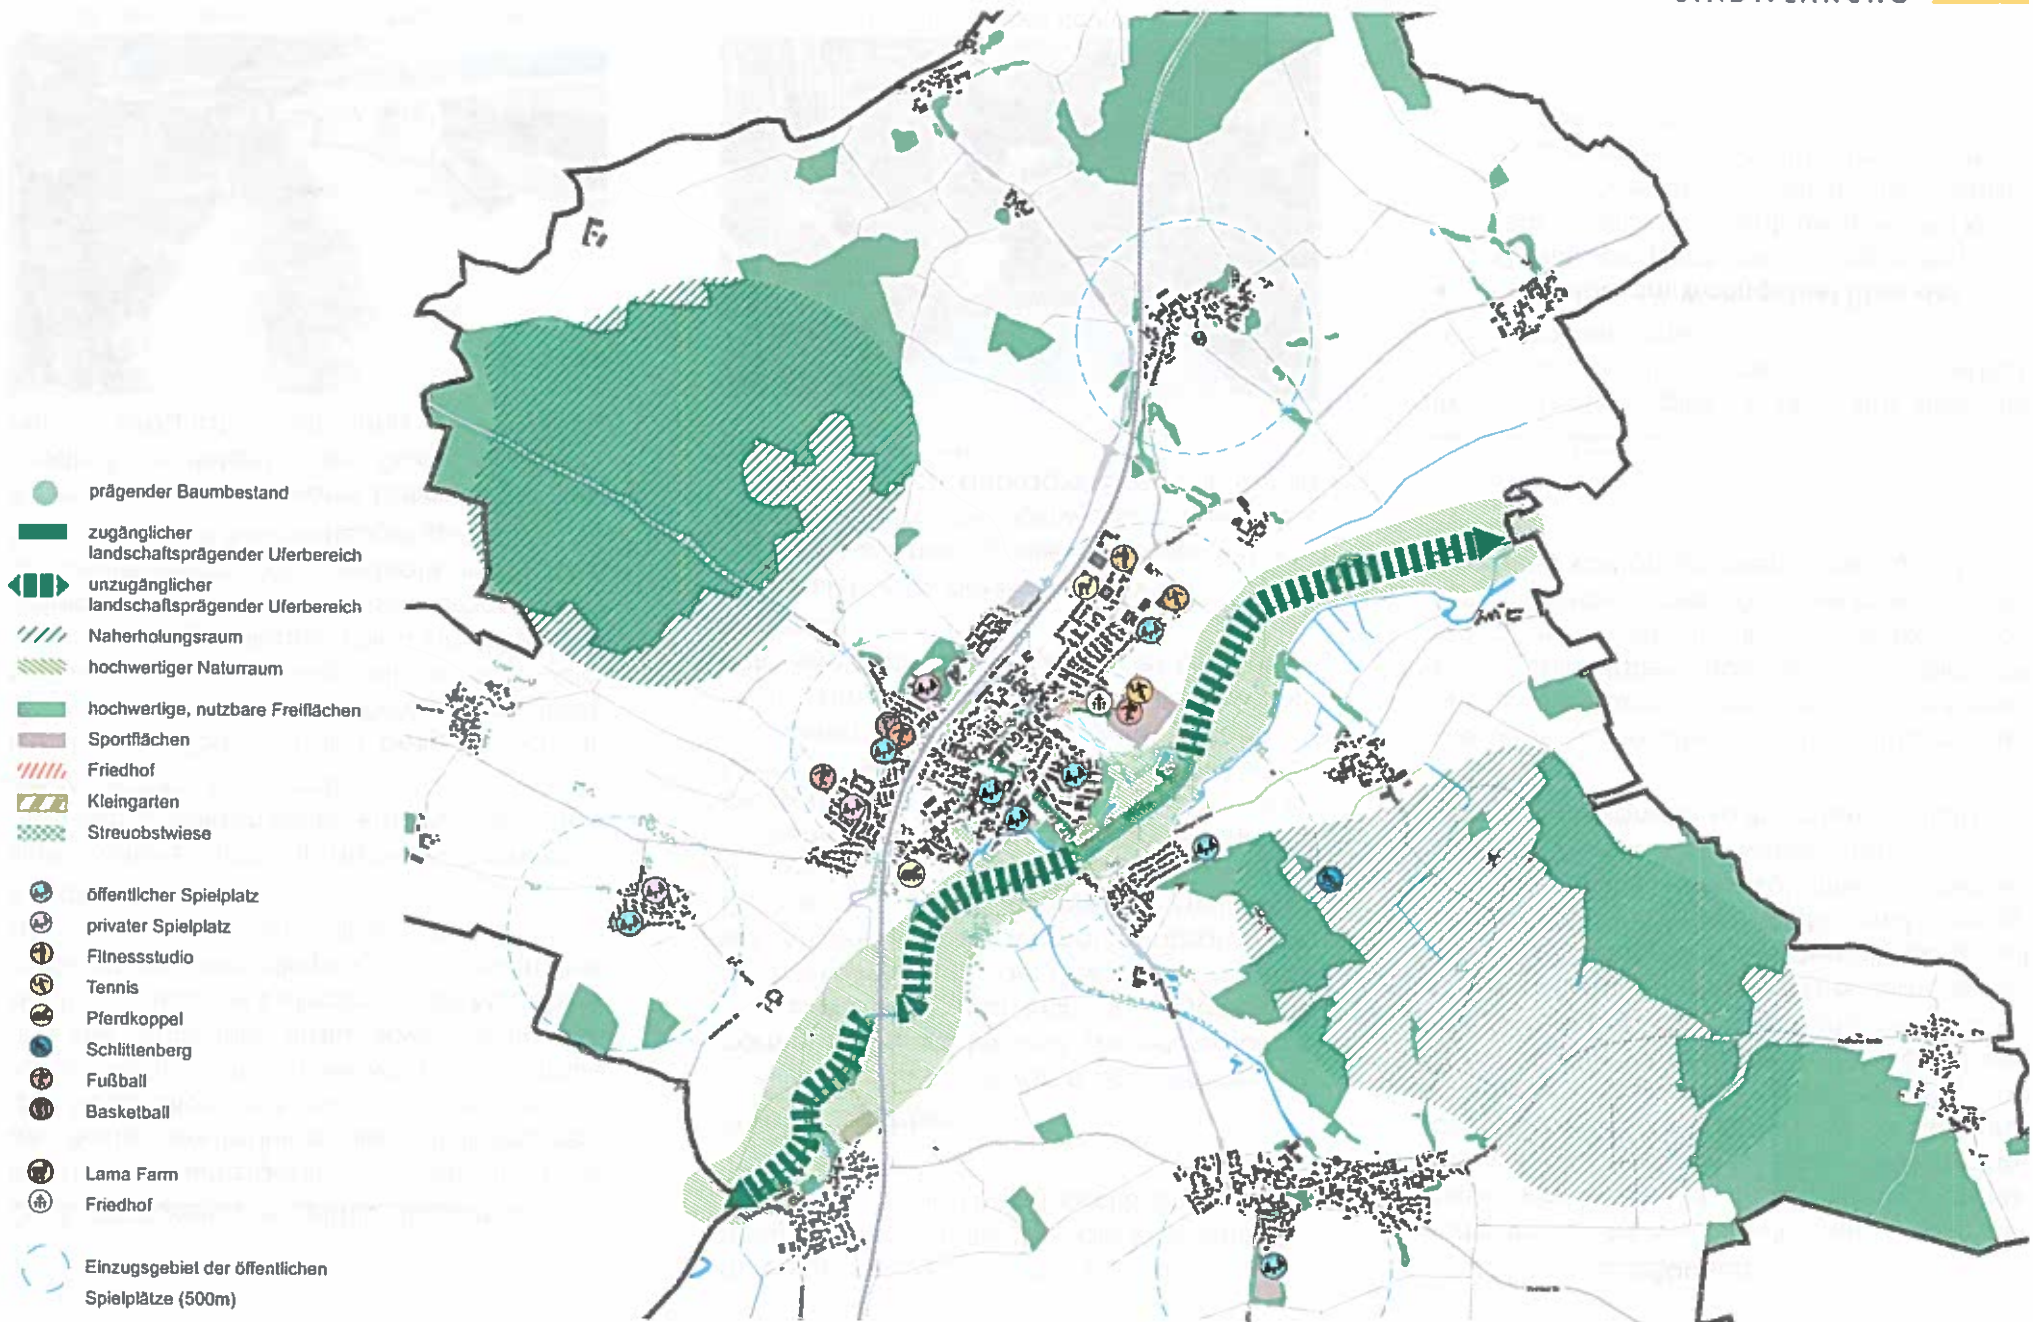 prägender Baumbestand
zugänglicher
landschaftsprägender Uferbereich
unzugänglicher
landschaftsprägender Uferbereich
Naherholungsraum
hochwertiger Naturraum
hochwertige, nutzbare Freiflächen
Sportflächen
Friedhof
Kleingarten
Streuobstwiese
öffentlicher Spielplatz
privater Spielplatz
Fitnessstudio
Tennis
Pferdkoppel
Schlittenberg
Fußball
Basketball
Lama Farm
Friedhof
Einzugsgebiet der öffentlichen
Spielplätze (500m)